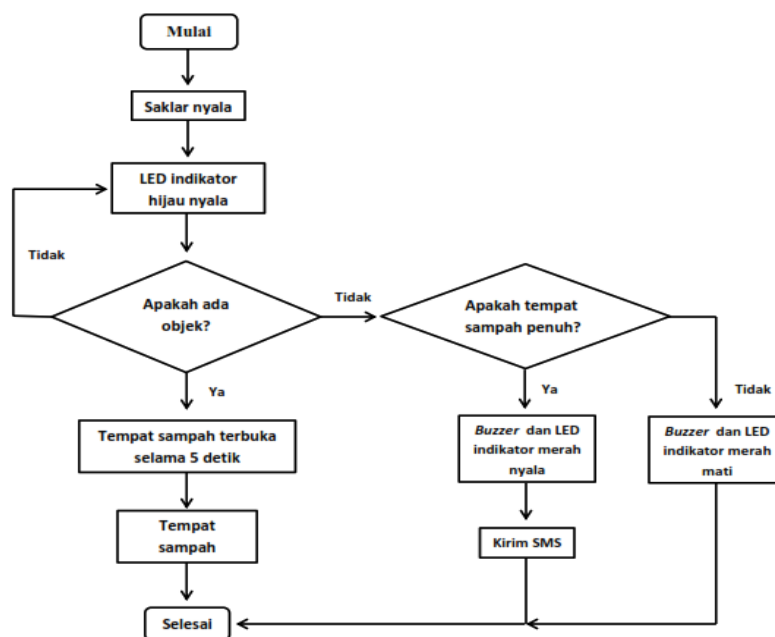 Mulai
Saklar nyala
LED indikator
hijau nyala
Tidak
Apakah ada
objek?
Tidak
Apakah tempat
sampah penuh?
Ya
Ya
Tidak
Tempat sampah terbuka
selama 5 detik
Buzzer dan LED
indikator merah
nyala
Buzzer dan LED
indikator merah
mati
Tempat
sampah
Kirim SMS
Selesai